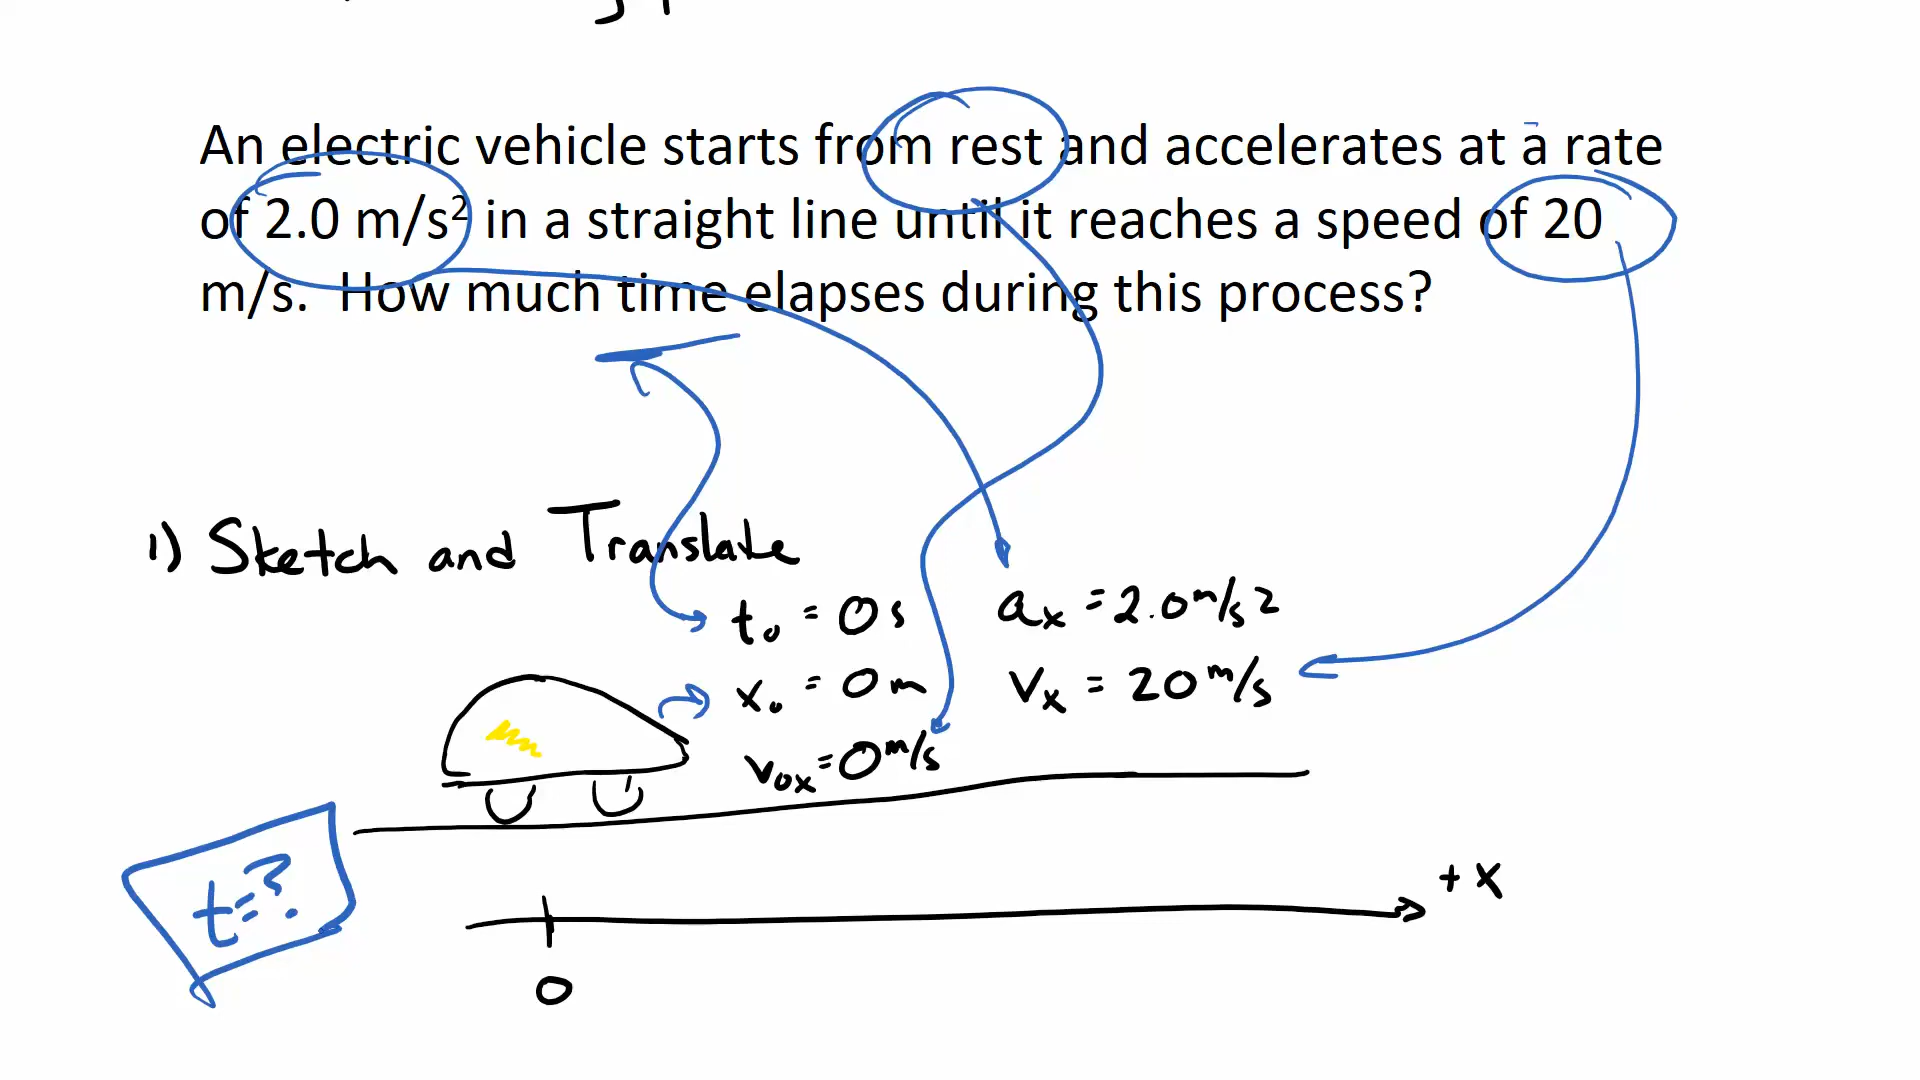 An electric vehicle starts from rest and accelerates at a rate
of 2.0 m/s² in a straight line until it reaches a speed of 20
m/s. How much time elapses during this process?
1) Sketch and Translate
t₀ = 0 s
aₓ = 2.0 m/s²
x₀ = 0 m
vₓ = 20 m/s
v₀ₓ = 0 m/s
t = ?
+x
0